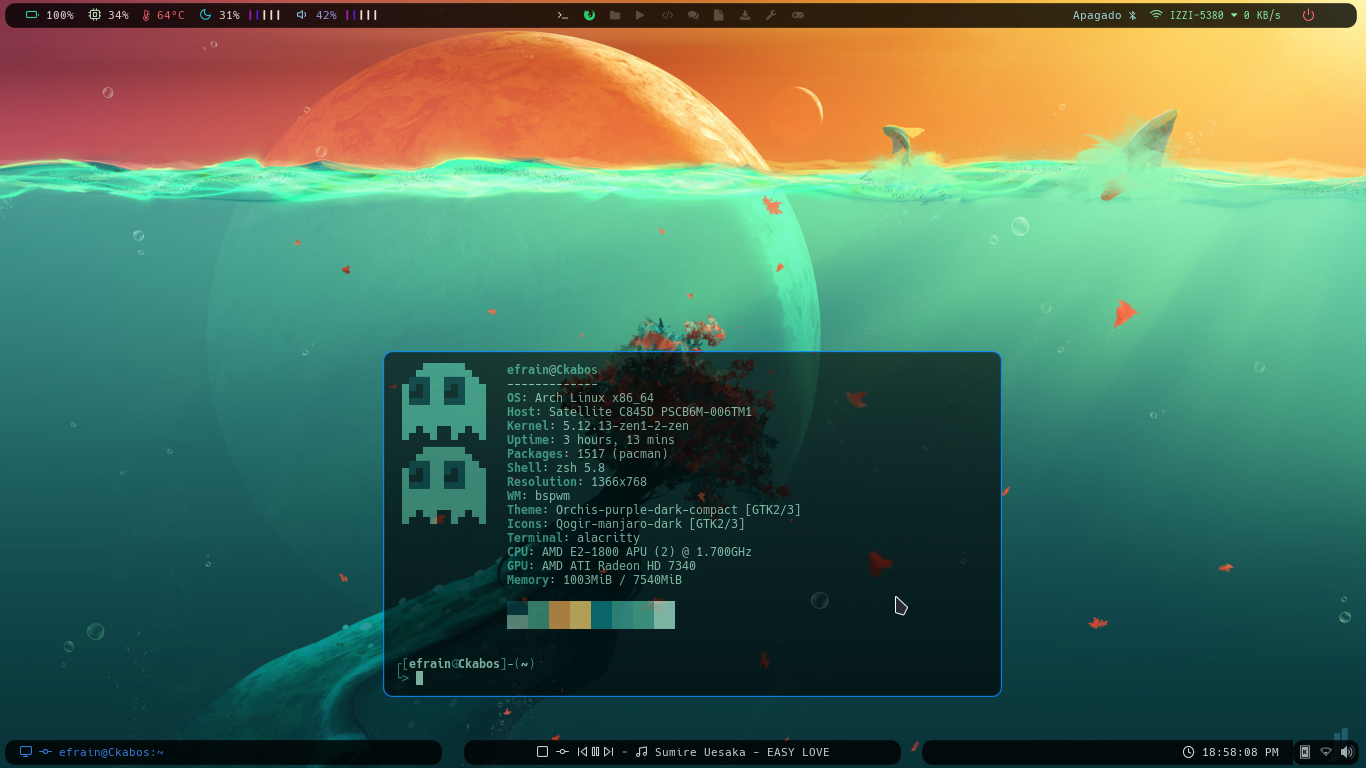 100% 34% 64°C 31% 42% Apagado IZZI-5380 0 KB/s
efrain@Ckabos
-------------
OS: Arch Linux x86_64
Host: Satellite C845D PSCB6M-006TM1
Kernel: 5.12.13-zen1-2-zen
Uptime: 3 hours, 13 mins
Packages: 1517 (pacman)
Shell: zsh 5.8
Resolution: 1366x768
WM: bspwm
Theme: Orchis-purple-dark-compact [GTK2/3]
Icons: Qogir-manjaro-dark [GTK2/3]
Terminal: alacritty
CPU: AMD E2-1800 APU (2) @ 1.700GHz
GPU: AMD ATI Radeon HD 7340
Memory: 1003MiB / 7540MiB
┌[efrain☮Ckabos]-(~)
└>
efrain@Ckabos:~ - Sumire Uesaka - EASY LOVE 18:58:08 PM